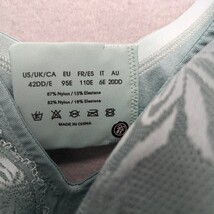 US/UK/CA EU FR/ES IT AU
42DD/E 95E 110E 6E 20DD
87% Nylon / 13% Elastane
82% Nylon / 18% Elastane
MADE IN CHINA